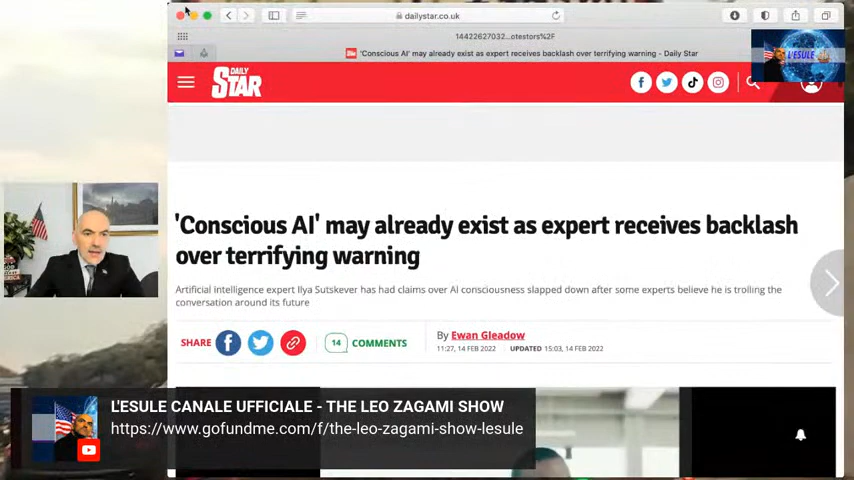 dailystar.co.uk
14422627032...otestors%2F
'Conscious AI' may already exist as expert receives backlash over terrifying warning - Daily Star
L'ESULE
DAILY
STAR
'Conscious AI' may already exist as expert receives backlash
over terrifying warning
Artificial Intelligence expert Ilya Sutskever has had claims over AI consciousness slapped down after some experts believe he is trolling the
conversation around its future
SHARE
14 COMMENTS
By Ewan Gleadow
11:27, 14 FEB 2022 UPDATED 15:03, 14 FEB 2022
L'ESULE CANALE UFFICIALE - THE LEO ZAGAMI SHOW
https://www.gofundme.com/f/the-leo-zagami-show-lesule